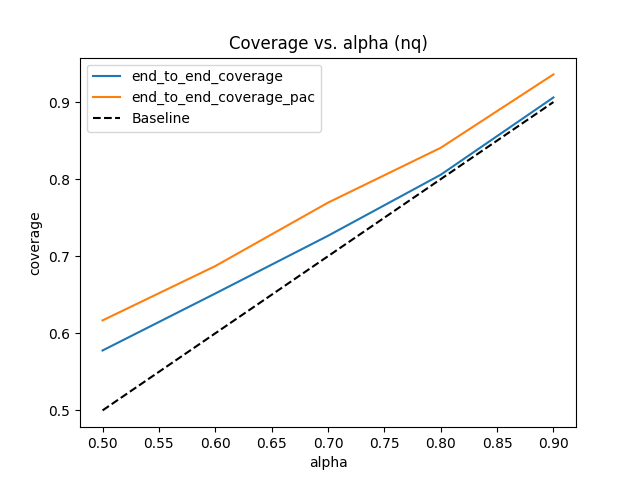 Coverage vs. alpha (nq)
end_to_end_coverage
end_to_end_coverage_pac
Baseline
coverage
0.9
0.8
0.7
0.6
0.5
0.50 0.55 0.60 0.65 0.70 0.75 0.80 0.85 0.90
alpha